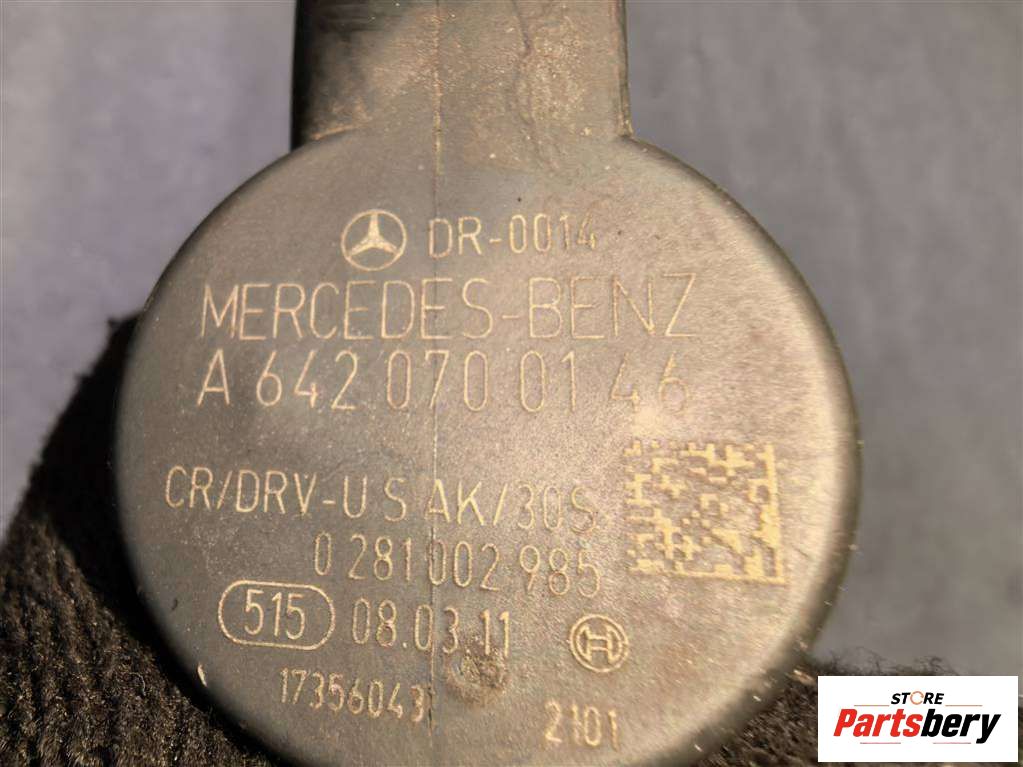 DR-0014
MERCEDES-BENZ
A 642 070 01 46
CR/DRV-U S AK/30S
0 281 002 985
515 08.03.11
17356043
2101
STORE
Partsbery